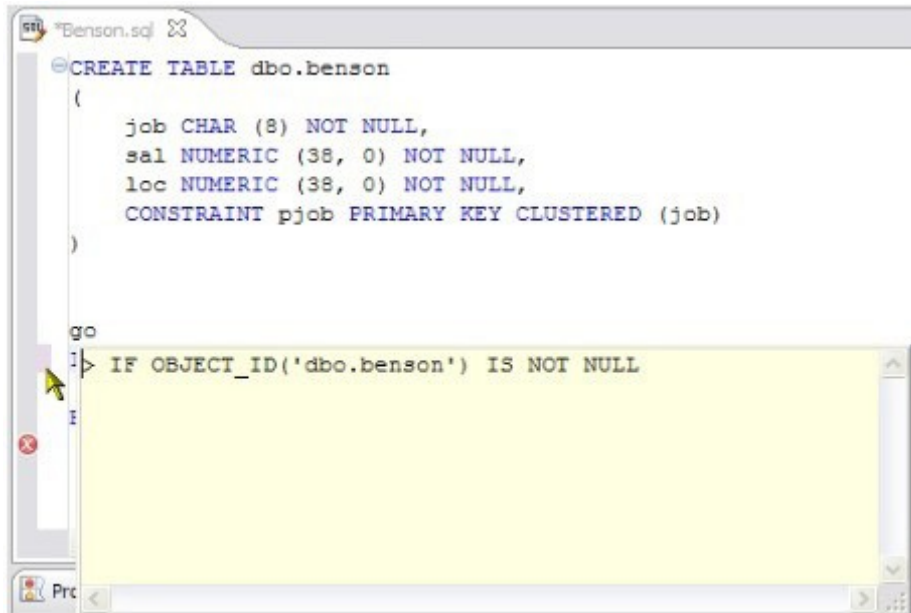 *Benson.sql
CREATE TABLE dbo.benson
(
job CHAR (8) NOT NULL,
sal NUMERIC (38, 0) NOT NULL,
loc NUMERIC (38, 0) NOT NULL,
CONSTRAINT pjob PRIMARY KEY CLUSTERED (job)
)
go
> IF OBJECT_ID('dbo.benson') IS NOT NULL